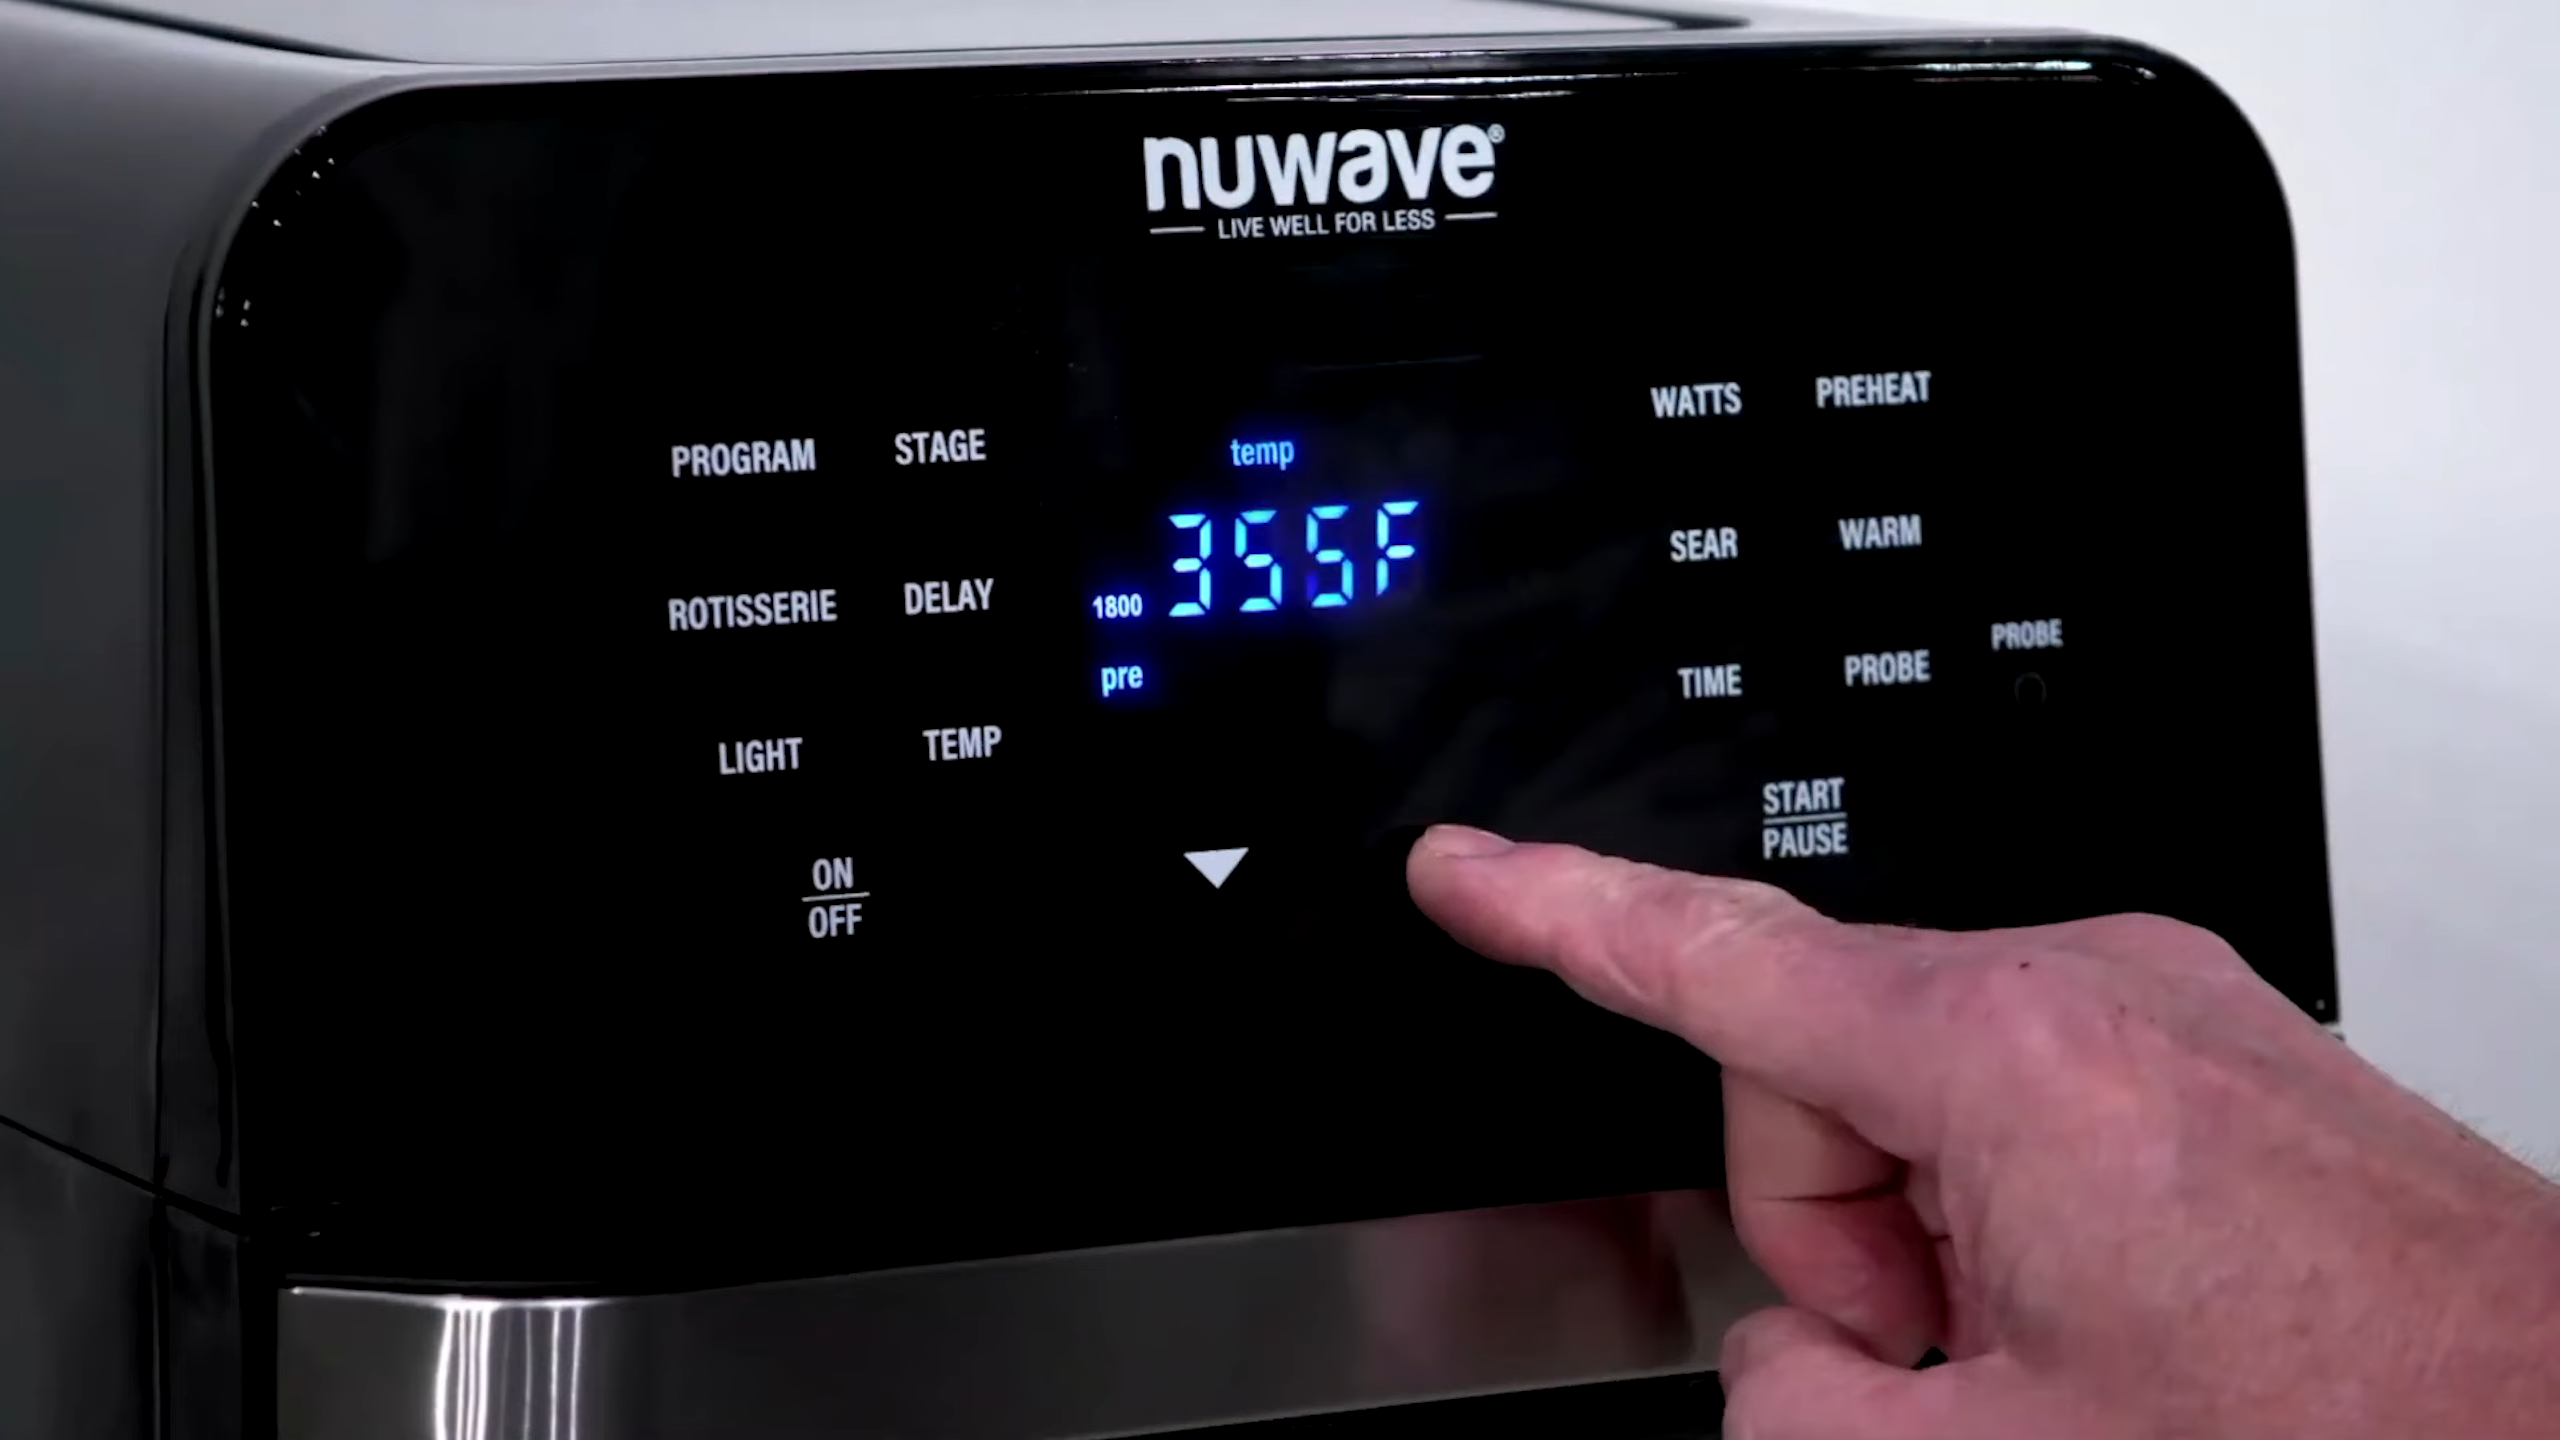 nuwave®
LIVE WELL FOR LESS
PROGRAM
STAGE
ROTISSERIE
DELAY
LIGHT
TEMP
ON
OFF
temp
355F
1800
pre
WATTS
PREHEAT
SEAR
WARM
TIME
PROBE
PROBE
START
PAUSE